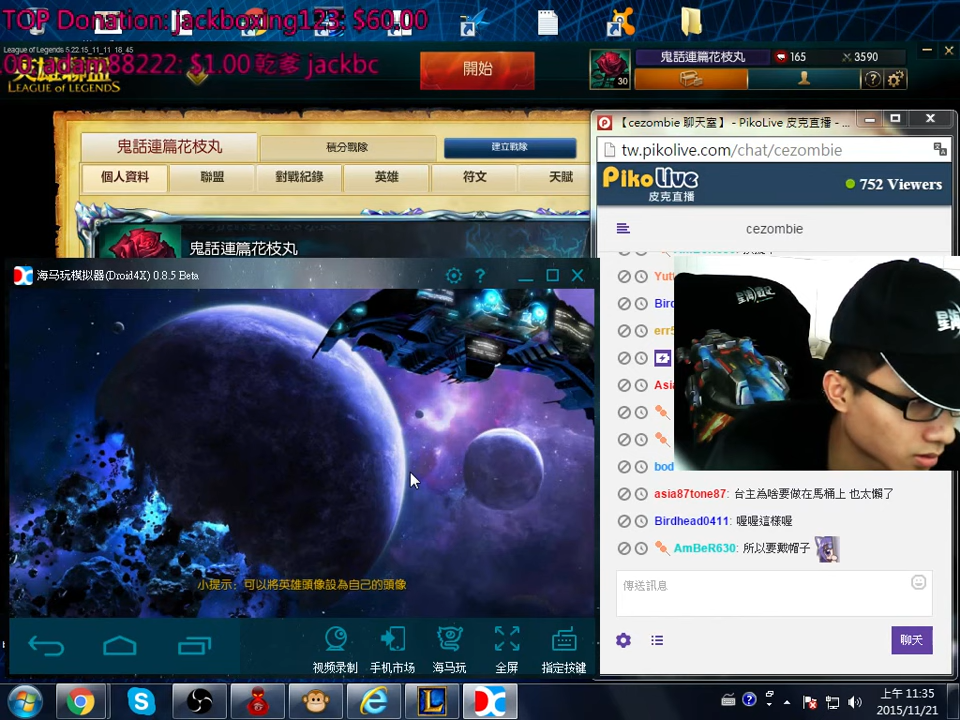 TOP Donation: jackboxing123: $60.00
League of Legends 5.22.15_11_11_18_45
.00 adam88222: $1.00 乾爹 jackbc
英雄聯盟
LEAGUE OF LEGENDS
開始
30
鬼話連篇花枝丸
165
3590
鬼話連篇花枝丸
積分戰隊
建立戰隊
個人資料
聯盟
對戰紀錄
英雄
符文
天賦
鬼話連篇花枝丸
【cezombie 聊天室】 - PikoLive 皮克直播 - ...
tw.pikolive.com/chat/cezombie
PikoLive
皮克直播
752 Viewers
cezombie
Bird
Asia
bod
asia87tone87: 台主為啥要做在馬桶上 也太懶了
Birdhead0411: 喔喔這樣喔
AmBeR630: 所以要戴帽子
傳送訊息
聊天
海马玩模拟器(Droid4X) 0.8.5 Beta
小提示：可以將英雄頭像設為自己的頭像
视频录制
手机市场
海马玩
全屏
指定按键
上午 11:35
2015/11/21